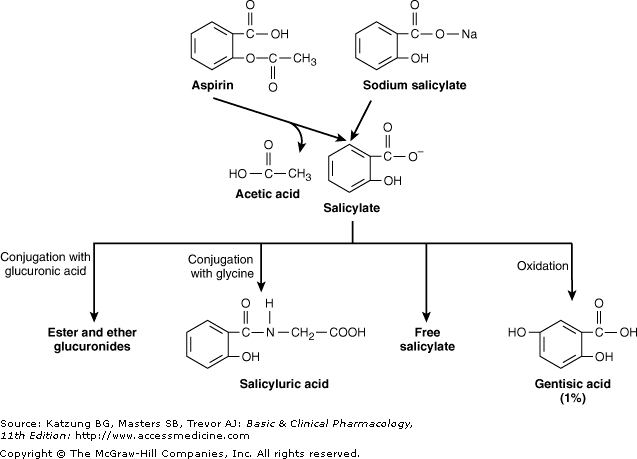 O
C
OH
O
C
CH3
O
Aspirin
O
C
O
Na
OH
Sodium salicylate
O
HO
C
CH3
Acetic acid
O
C
O−
OH
Salicylate
Conjugation with
glucuronic acid
Conjugation
with glycine
Oxidation
Ester and ether
glucuronides
O
H
C
N
CH2
COOH
OH
Salicyluric acid
Free
salicylate
O
HO
C
OH
OH
Gentisic acid
(1%)
Source: Katzung BG, Masters SB, Trevor AJ: Basic & Clinical Pharmacology,
11th Edition: http://www.accessmedicine.com
Copyright © The McGraw-Hill Companies, Inc. All rights reserved.